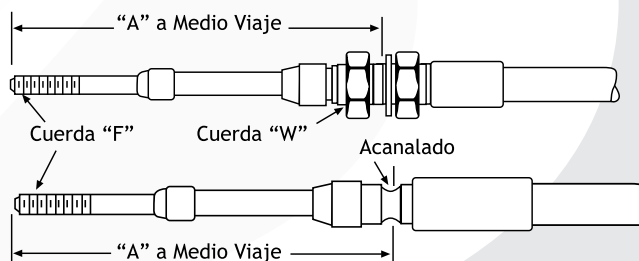 “A” a Medio Viaje
Cuerda “F”
Cuerda “W”
Acanalado
“A” a Medio Viaje